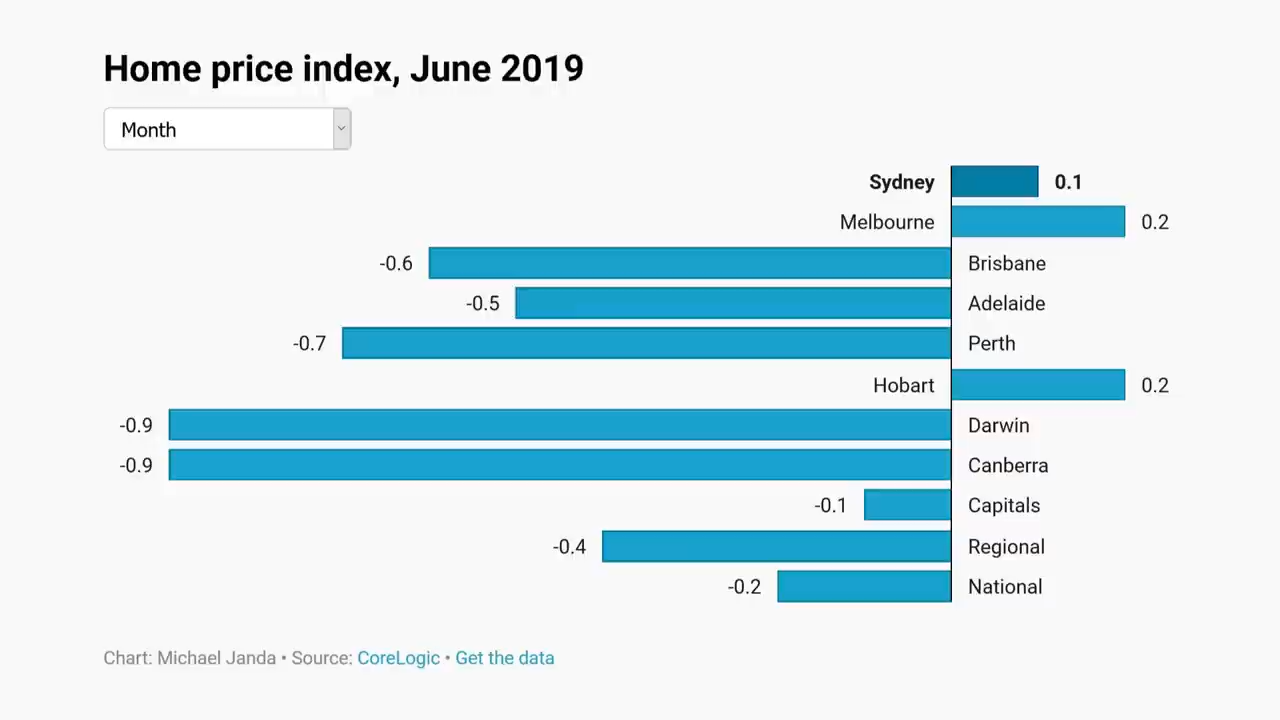 Home price index, June 2019
Month
Sydney 0.1
Melbourne 0.2
-0.6 Brisbane
-0.5 Adelaide
-0.7 Perth
Hobart 0.2
-0.9 Darwin
-0.9 Canberra
-0.1 Capitals
-0.4 Regional
-0.2 National
Chart: Michael Janda • Source: CoreLogic • Get the data